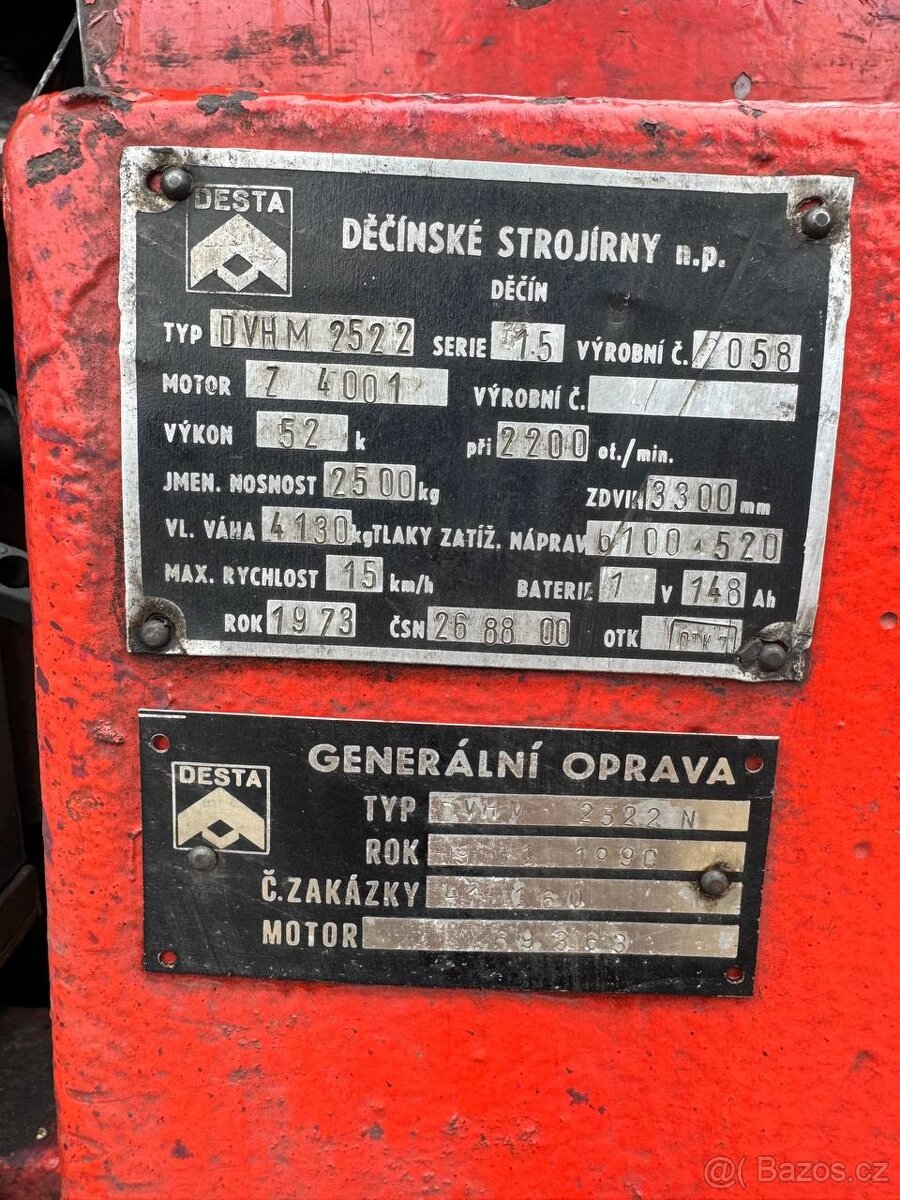 DESTA
DĚČÍNSKÉ STROJÍRNY n.p.
DĚČÍN
TYP DVHM 2522 SERIE 15 VÝROBNÍ Č. 058
MOTOR Z 4001 VÝROBNÍ Č.
VÝKON 52 k při 2200 ot./min.
JMEN. NOSNOST 2500 kg ZDVIH 3300 mm
VL. VÁHA 4130 kg TLAKY ZATÍŽ. NÁPRAV
MAX. RYCHLOST 15 km/h BATERIE 1 V 148 Ah
ROK 1973 ČSN 26 88 00 OTK
DESTA
GENERÁLNÍ OPRAVA
TYP
ROK 1990
Č.ZAKÁZKY
MOTOR
@( Bazos.cz